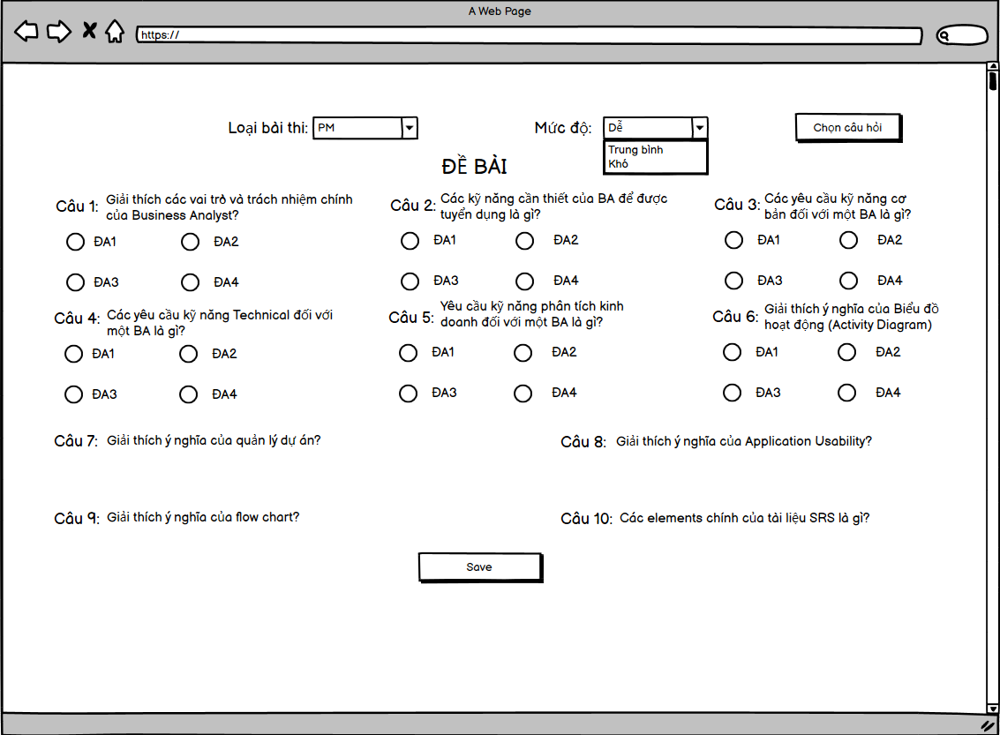 A Web Page
https://
Loại bài thi: PM
Mức độ: Dễ
Chọn câu hỏi
Trung bình
Khó
ĐỀ BÀI
Câu 1: Giải thích các vai trò và trách nhiệm chính
của Business Analyst?
ĐA1 ĐA2
ĐA3 ĐA4
Câu 2: Các kỹ năng cần thiết của BA để được
tuyển dụng là gì?
ĐA1 ĐA2
ĐA3 ĐA4
Câu 3: Các yêu cầu kỹ năng cơ
bản đối với một BA là gì?
ĐA1 ĐA2
ĐA3 ĐA4
Câu 4: Các yêu cầu kỹ năng Technical đối với
một BA là gì?
ĐA1 ĐA2
ĐA3 ĐA4
Câu 5: Yêu cầu kỹ năng phân tích kinh
doanh đối với một BA là gì?
ĐA1 ĐA2
ĐA3 ĐA4
Câu 6: Giải thích ý nghĩa của Biểu đồ
hoạt động (Activity Diagram)
ĐA1 ĐA2
ĐA3 ĐA4
Câu 7: Giải thích ý nghĩa của quản lý dự án?
Câu 8: Giải thích ý nghĩa của Application Usability?
Câu 9: Giải thích ý nghĩa của flow chart?
Câu 10: Các elements chính của tài liệu SRS là gì?
Save